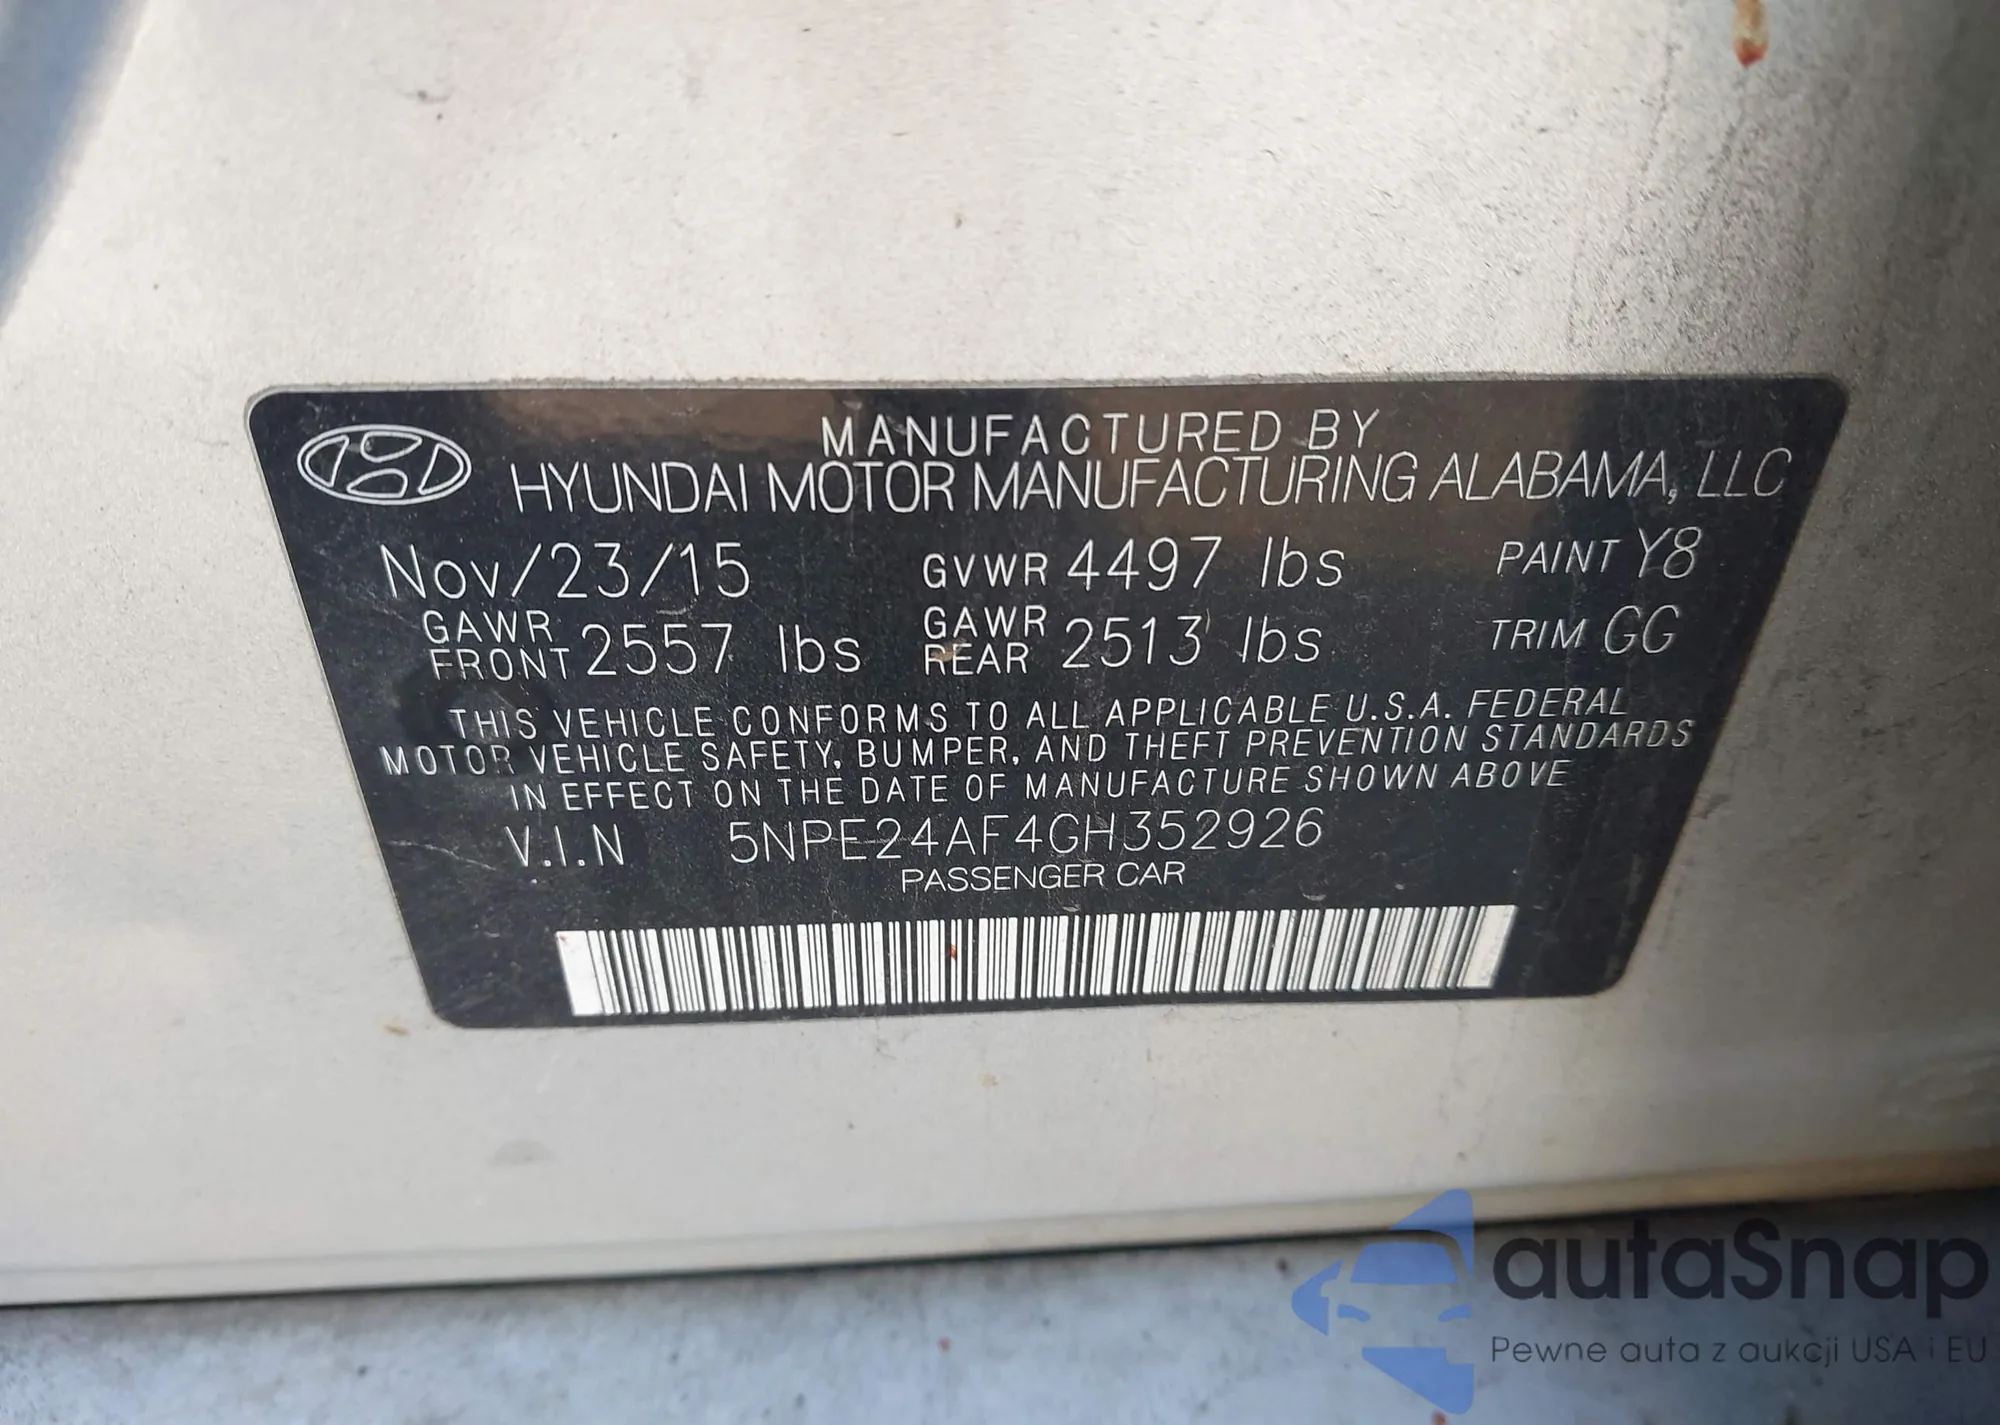 MANUFACTURED BY
HYUNDAI MOTOR MANUFACTURING ALABAMA, LLC
Nov/23/15 GVWR 4497 lbs PAINT Y8
GAWR FRONT 2557 lbs GAWR REAR 2513 lbs TRIM GG
THIS VEHICLE CONFORMS TO ALL APPLICABLE U.S.A. FEDERAL
MOTOR VEHICLE SAFETY, BUMPER, AND THEFT PREVENTION STANDARDS
IN EFFECT ON THE DATE OF MANUFACTURE SHOWN ABOVE
V.I.N 5NPE24AF4GH352926
PASSENGER CAR
autaSnap
Pewne auta z aukcji USA i EU